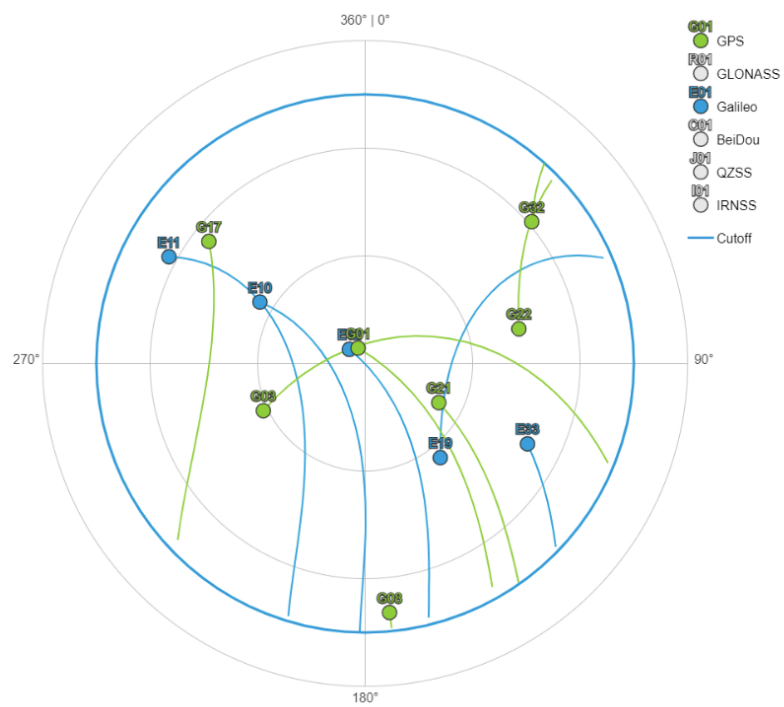 360° | 0°
G01
GPS
R01
GLONASS
E01
Galileo
C01
BeiDou
J01
QZSS
I01
IRNSS
Cutoff
G32
G17
E11
E10
G22
G01
270°
90°
G03
G21
E19
E33
G08
180°